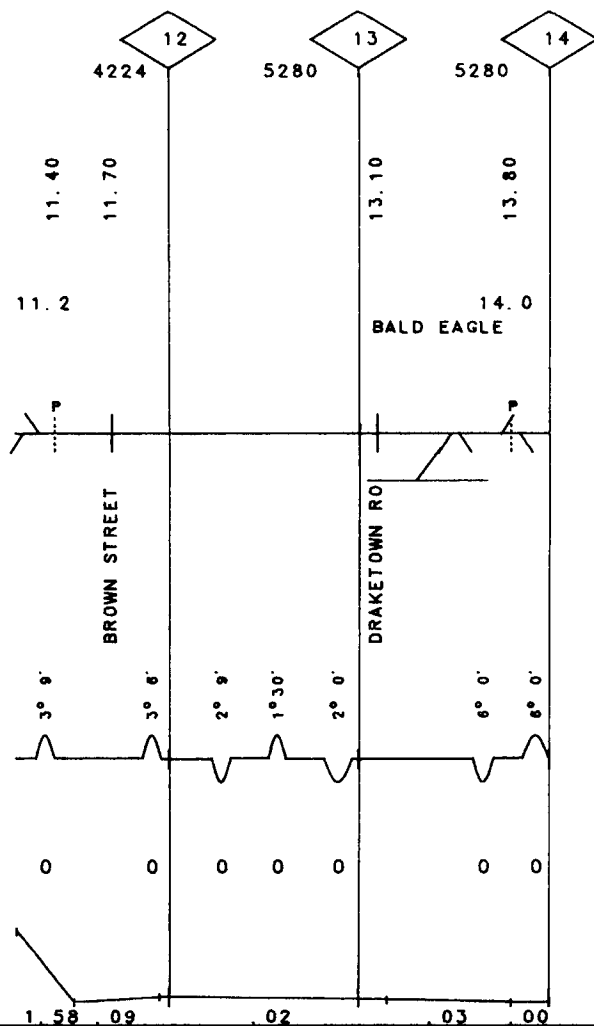 12 13 14
4224 5280 5280
11.40 11.70 13.10 13.80
11.2 14.0
BALD EAGLE
P P
BROWN STREET DRAKETOWN RO
3° 9' 3° 6' 2° 9' 1°30' 2° 0' 6° 0' 6° 0'
0 0 0 0 0 0 0
1.58 .09 .02 .03 .00